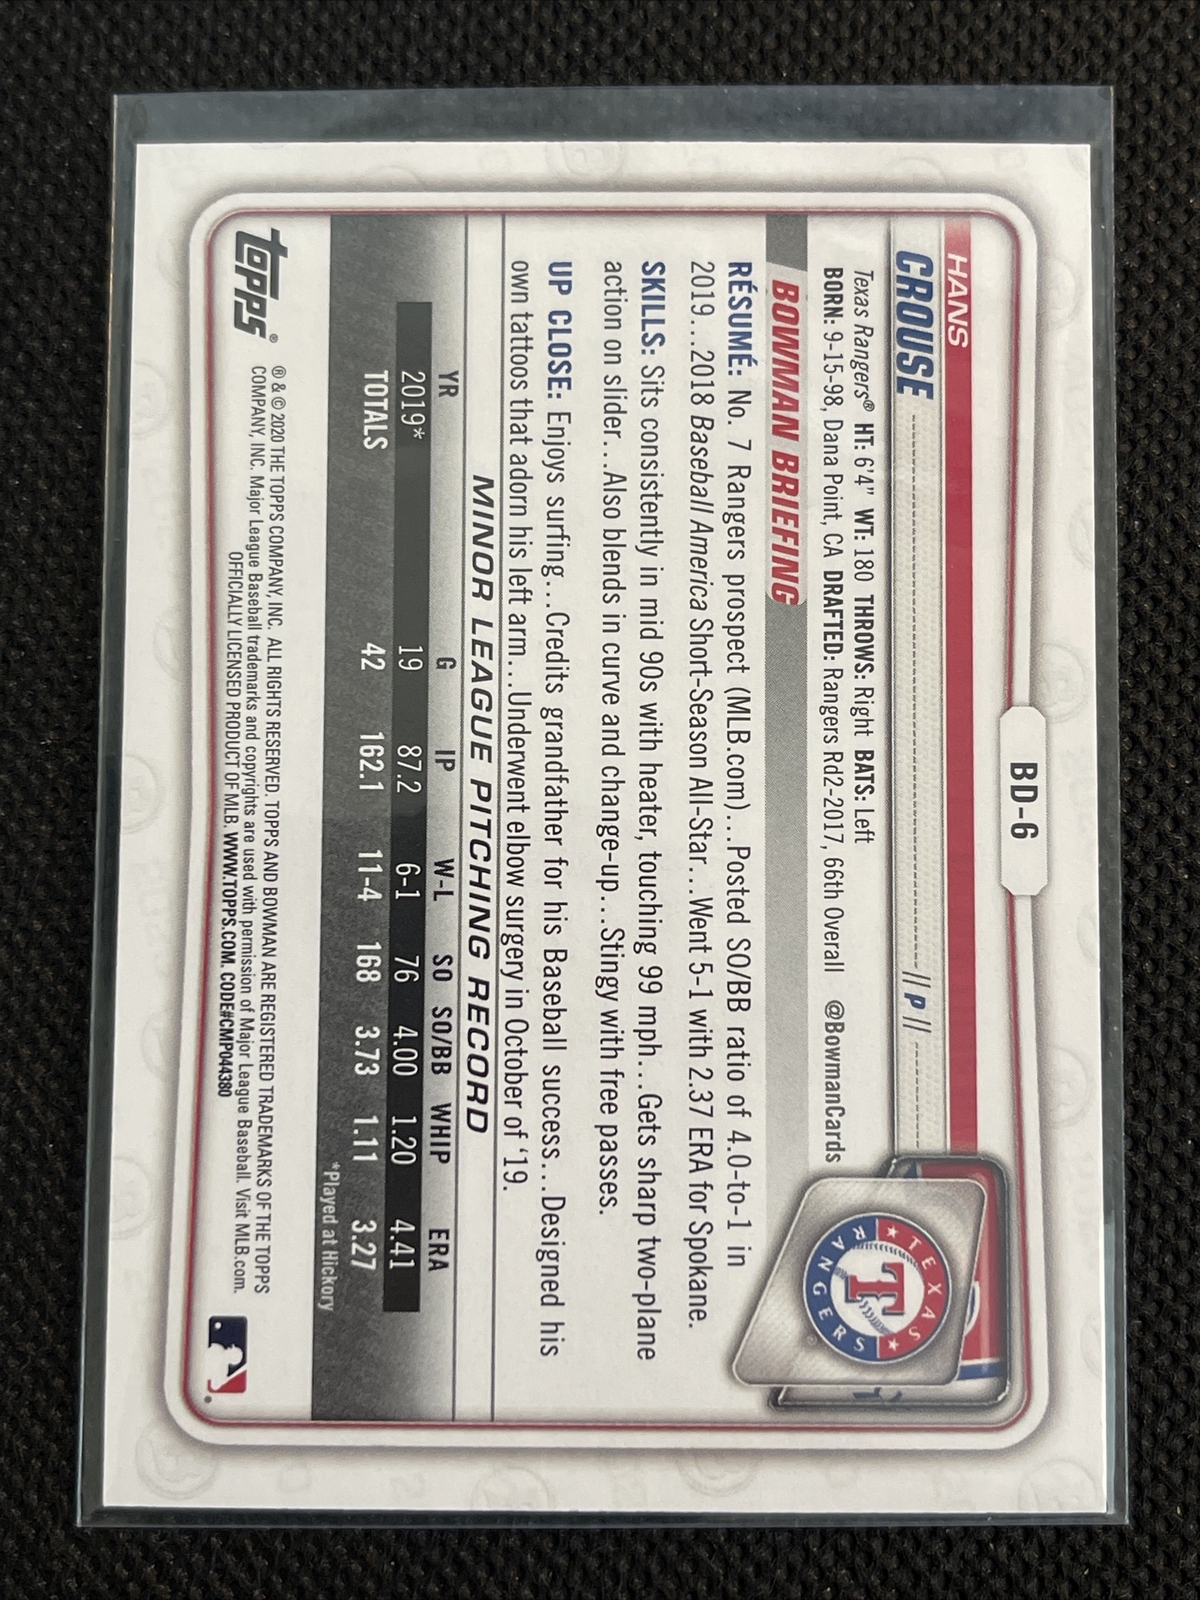 BD-6
HANS
CROUSE
|| P ||
Texas Rangers® HT: 6'4" WT: 180 THROWS: Right BATS: Left
BORN: 9-15-98, Dana Point, CA DRAFTED: Rangers Rd2-2017, 66th Overall @BowmanCards
TEXAS RANGERS
T
BOWMAN BRIEFING
RÉSUMÉ: No. 7 Rangers prospect (MLB.com)...Posted SO/BB ratio of 4.0-to-1 in
2019...2018 Baseball America Short-Season All-Star...Went 5-1 with 2.37 ERA for Spokane.
SKILLS: Sits consistently in mid 90s with heater, touching 99 mph...Gets sharp two-plane
action on slider...Also blends in curve and change-up...Stingy with free passes.
UP CLOSE: Enjoys surfing...Credits grandfather for his Baseball success...Designed his
own tattoos that adorn his left arm...Underwent elbow surgery in October of '19.
MINOR LEAGUE PITCHING RECORD
YR G IP W-L SO SO/BB WHIP ERA
2019* 19 87.2 6-1 76 4.00 1.20 4.41
TOTALS 42 162.1 11-4 168 3.73 1.11 3.27
*Played at Hickory
topps®
® & © 2020 THE TOPPS COMPANY, INC. ALL RIGHTS RESERVED. TOPPS AND BOWMAN ARE REGISTERED TRADEMARKS OF THE TOPPS
COMPANY, INC. Major League Baseball trademarks and copyrights are used with permission of Major League Baseball. Visit MLB.com.
OFFICIALLY LICENSED PRODUCT OF MLB. WWW.TOPPS.COM. CODE#CMP044380